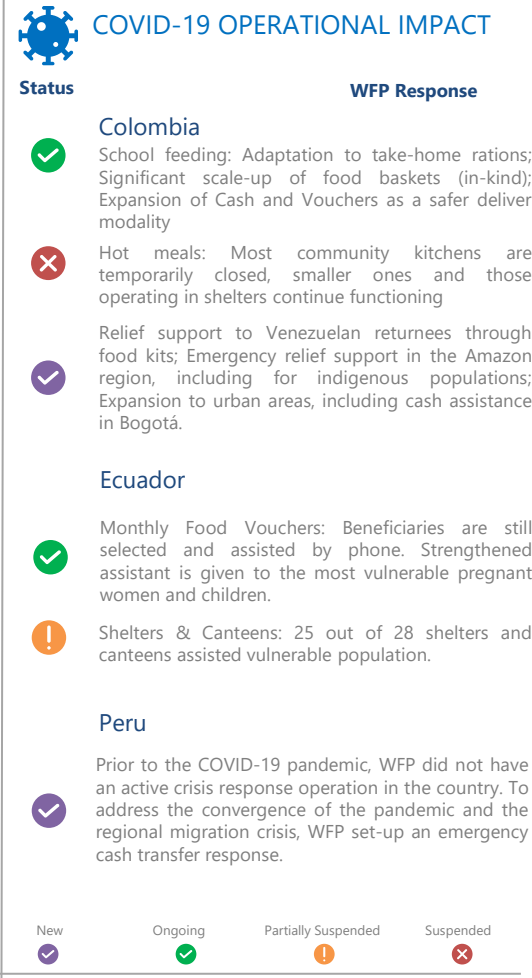 COVID-19 OPERATIONAL IMPACT
Status
WFP Response
Colombia
School feeding: Adaptation to take-home rations;
Significant scale-up of food baskets (in-kind);
Expansion of Cash and Vouchers as a safer deliver
modality
Hot meals: Most community kitchens are
temporarily closed, smaller ones and those
operating in shelters continue functioning
Relief support to Venezuelan returnees through
food kits; Emergency relief support in the Amazon
region, including for indigenous populations;
Expansion to urban areas, including cash assistance
in Bogotá.
Ecuador
Monthly Food Vouchers: Beneficiaries are still
selected and assisted by phone. Strengthened
assistant is given to the most vulnerable pregnant
women and children.
Shelters & Canteens: 25 out of 28 shelters and
canteens assisted vulnerable population.
Peru
Prior to the COVID-19 pandemic, WFP did not have
an active crisis response operation in the country. To
address the convergence of the pandemic and the
regional migration crisis, WFP set-up an emergency
cash transfer response.
New
Ongoing
Partially Suspended
Suspended